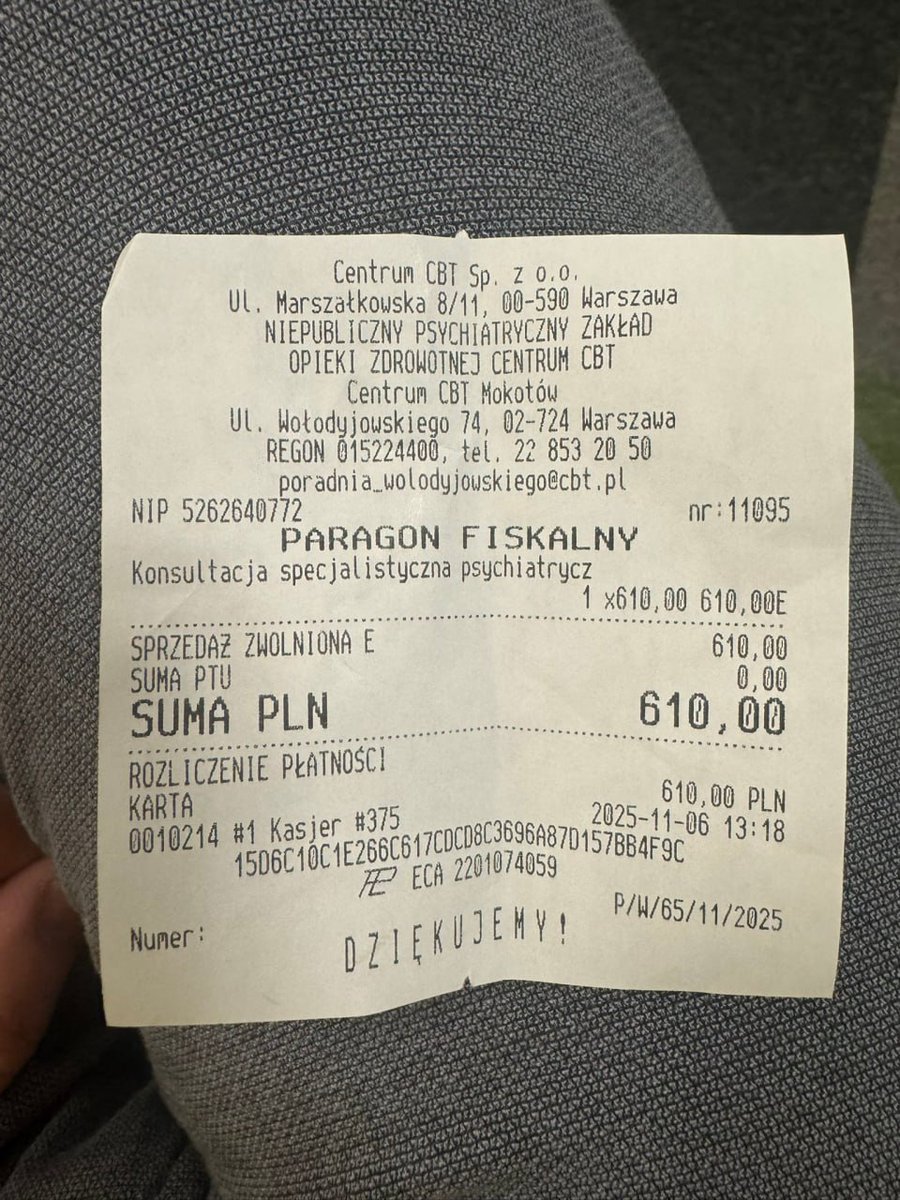 Centrum CBT Sp. z o.o.
Ul. Marszałkowska 8/11, 00-590 Warszawa
NIEPUBLICZNY PSYCHIATRYCZNY ZAKŁAD
OPIEKI ZDROWOTNEJ CENTRUM CBT
Centrum CBT Mokotów
Ul. Wołodyjowskiego 74, 02-724 Warszawa
REGON 015224400, tel. 22 853 20 50
poradnia_wolodyjowskiego@cbt.pl
NIP 5262640772 nr:11095
PARAGON FISKALNY
Konsultacja specjalistyczna psychiatrycz
1 x610,00 610,00E
SPRZEDAŻ ZWOLNIONA E 610,00
SUMA PTU 0,00
SUMA PLN 610,00
ROZLICZENIE PŁATNOŚCI
KARTA 610,00 PLN
0010214 #1 Kasjer #375 2025-11-06 13:18
15D6C10C1E266C617CDCD8C3696A87D157BB4F9C
ECA 2201074059
P/W/65/11/2025
Numer:
DZIĘKUJEMY!